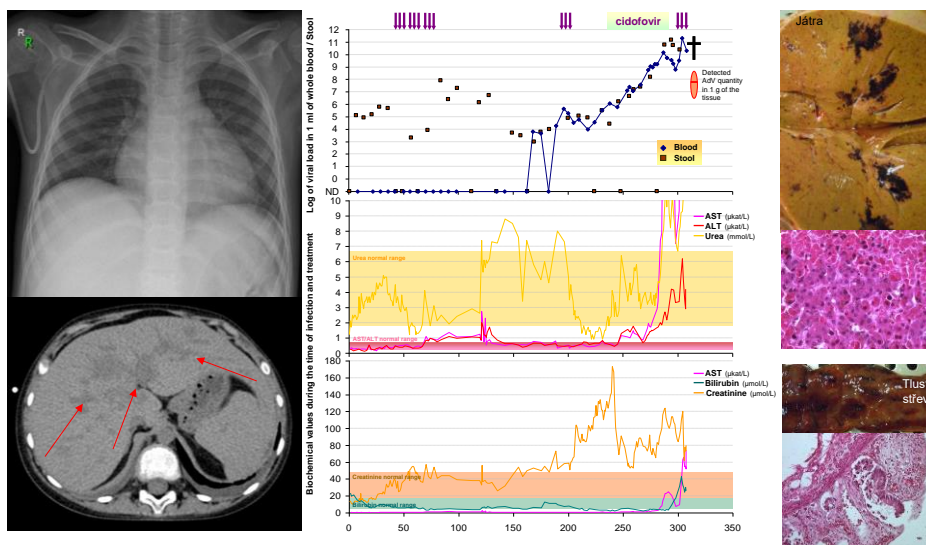 R
R
cidofovir
Log of viral load in 1 ml of whole blood / Stool
12
11
10
9
8
7
6
5
4
3
2
1
0
ND
Detected
AdV quantity
in 1 g of the
tissue
Blood
Stool
Biochemical values during the time of infection and treatment
10
9
8
7
6
5
4
3
2
1
0
AST (µkat/L)
ALT (µkat/L)
Urea (mmol/L)
Urea normal range
AST/ALT normal range
180
160
140
120
100
80
60
40
20
0
AST (µkat/L)
Bilirubin (µmol/L)
Creatinine (µmol/L)
Creatinine normal range
Bilirubin normal range
0 50 100 150 200 250 300 350
Játra
Tlust
střev